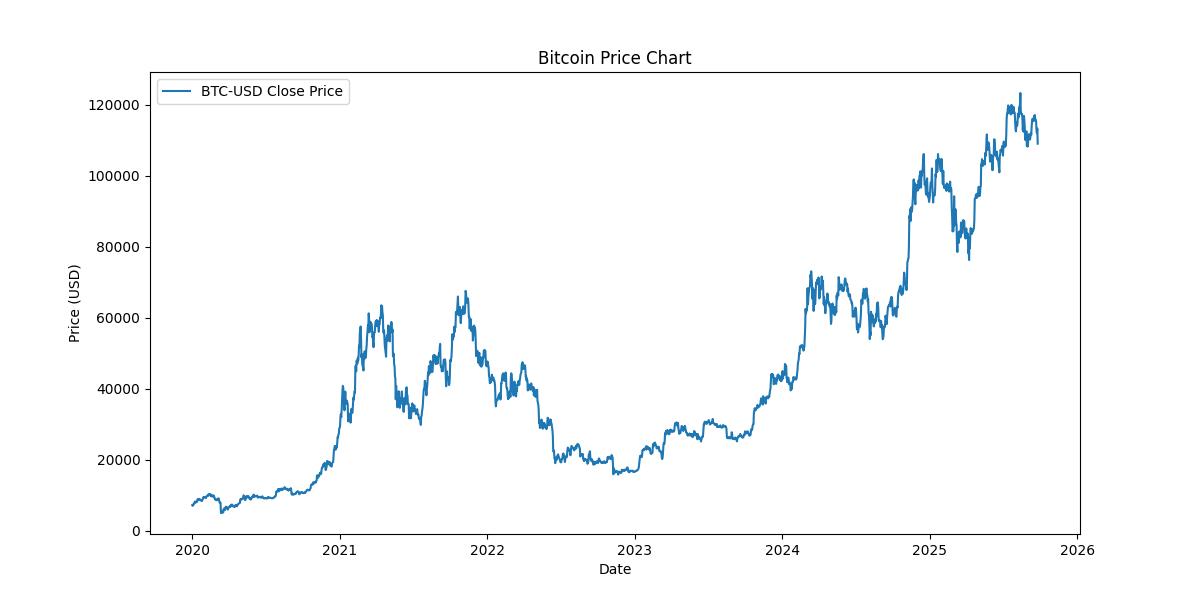 Bitcoin Price Chart
BTC-USD Close Price
Price (USD)
120000
100000
80000
60000
40000
20000
0
2020 2021 2022 2023 2024 2025 2026
Date